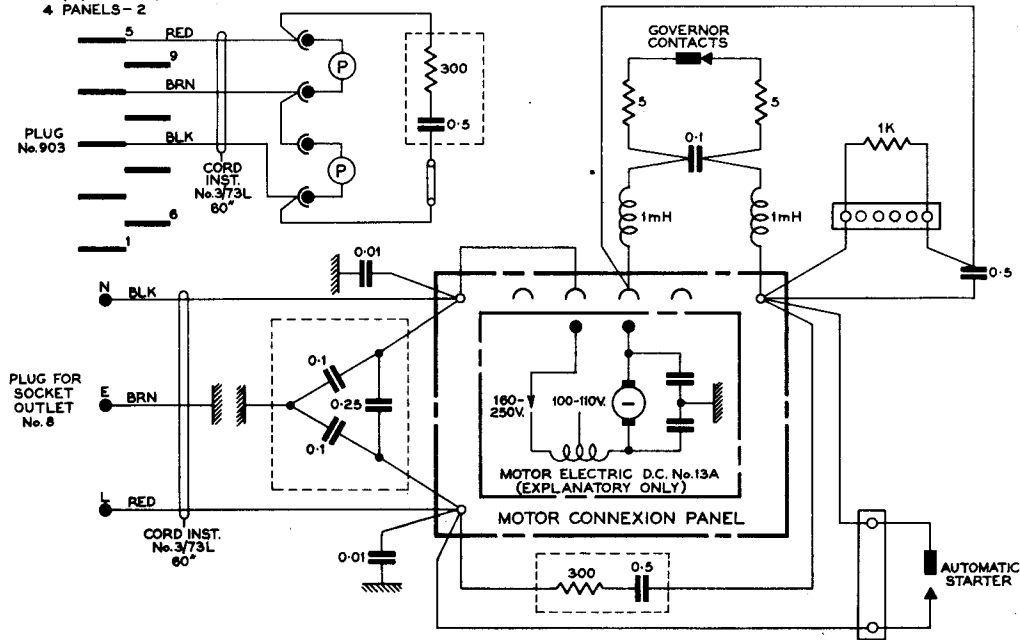 4 PANELS-2
5
RED
9
BRN
PLUG
No.903
BLK
CORD
INST.
No.3/73L
60"
6
1
P
P
300
0·5
GOVERNOR
CONTACTS
5
5
0·1
1mH
1mH
1K
0·5
0·01
N
BLK
PLUG FOR
SOCKET
OUTLET
No.8
E
BRN
0·1
0·25
0·1
L
RED
CORD INST.
No.3/73L
60"
0·01
160-
250V.
100-110V.
MOTOR ELECTRIC D.C. No.13A
(EXPLANATORY ONLY)
MOTOR CONNEXION PANEL
300
0·5
AUTOMATIC
STARTER